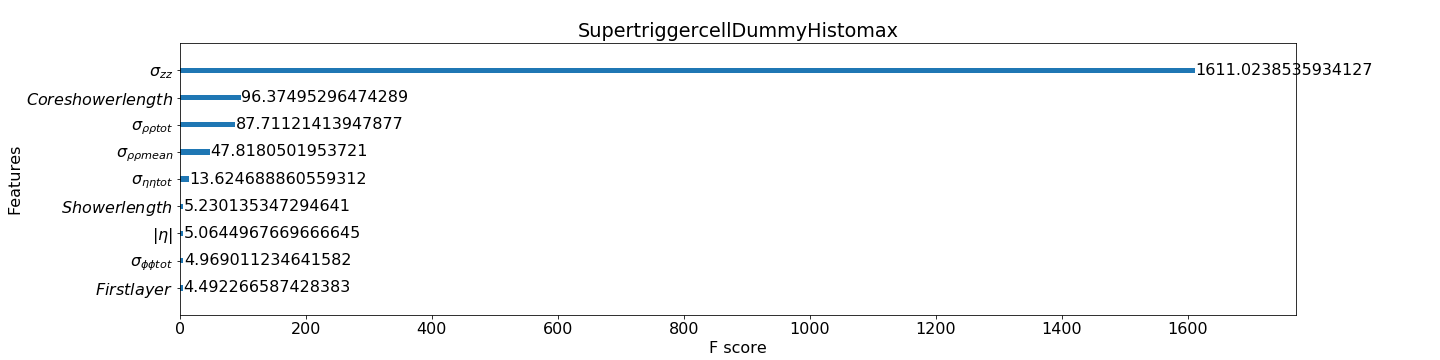 SupertriggercellDummyHistomax
σzz 1611.0238535934127
Coreshowerlength 96.37495296474289
σρρtot 87.71121413947877
σρρmean 47.8180501953721
σηηtot 13.624688860559312
Showerlength 5.230135347294641
|η| 5.0644967669666645
σϕϕtot 4.969011234641582
Firstlayer 4.492266587428383
Features
0 200 400 600 800 1000 1200 1400 1600
F score